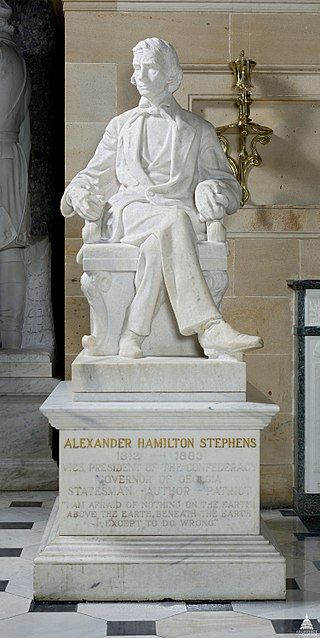 ALEXANDER HAMILTON STEPHENS
1812 — 1883
VICE PRESIDENT OF THE CONFEDERACY
GOVERNOR OF GEORGIA
STATESMAN - AUTHOR - PATRIOT
"I AM AFRAID OF NOTHING ON THE EARTH
ABOVE THE EARTH, BENEATH THE EARTH
EXCEPT TO DO WRONG."
ARCHITECT